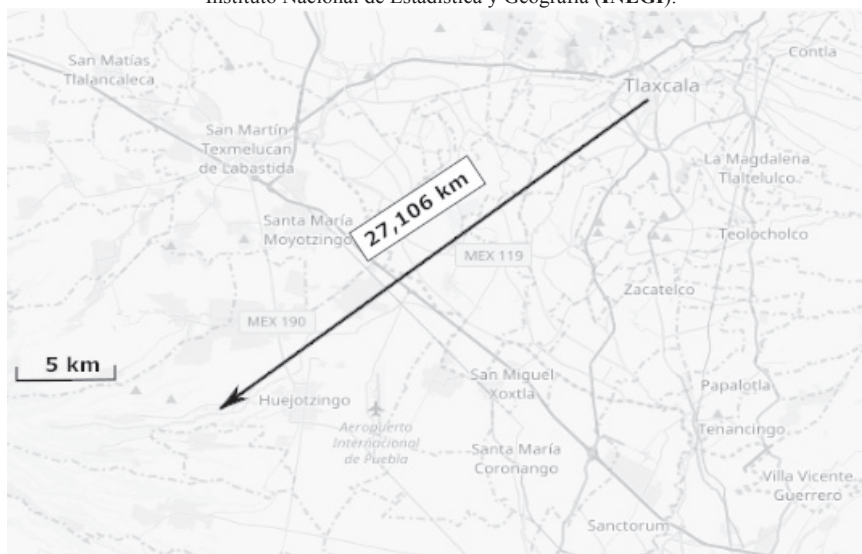 Instituto Nacional de Estadística y Geografía (INEGI).
San Matías
Tlalancaleca
Contla
Tlaxcala
San Martín
Texmelucan
de Labastida
La Magdalena
Tlaltelulco
27,106 km
Santa María
Moyotzingo
Teolocholco
MEX 119
Zacatelco
MEX 190
5 km
San Miguel
Xoxtla
Papalotla
Huejotzingo
Aeropuerto
Internacional
de Puebla
Tenancingo
Santa María
Coronango
Villa Vicente
Guerrero
Sanctorum